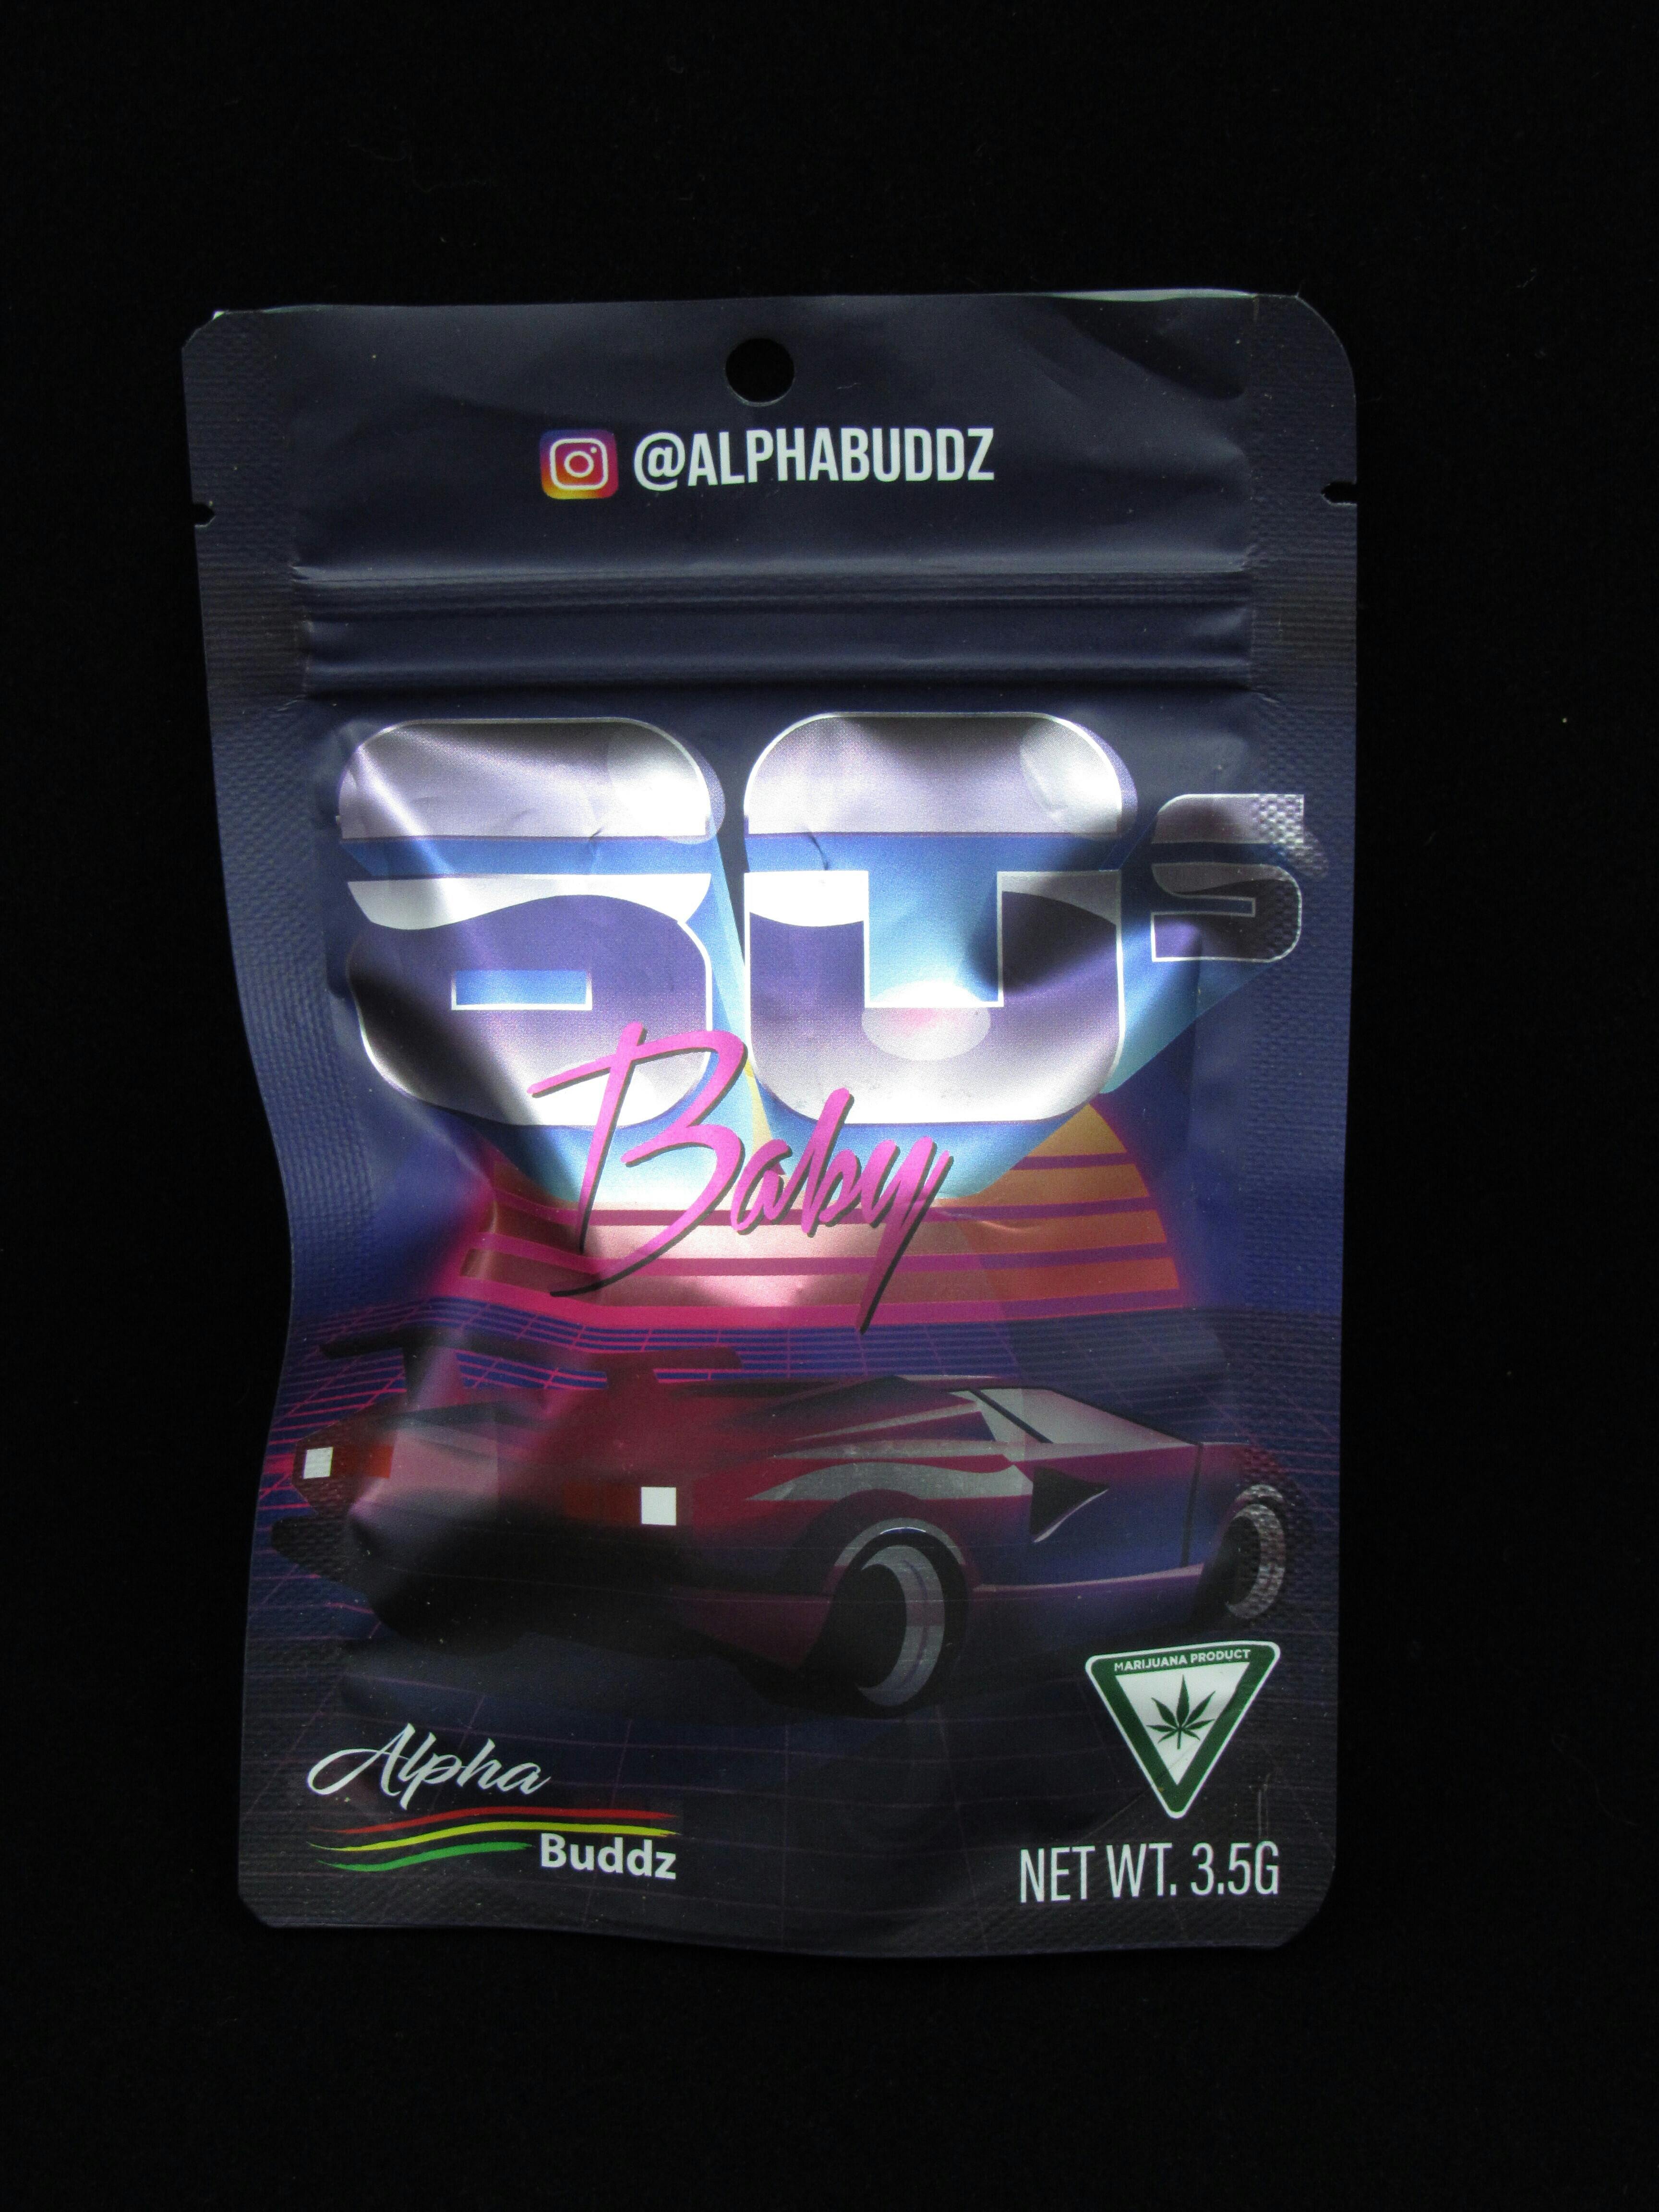 @ALPHABUDDZ
80s
Baby
MARIJUANA PRODUCT
Alpha
Buddz
NET WT. 3.5G